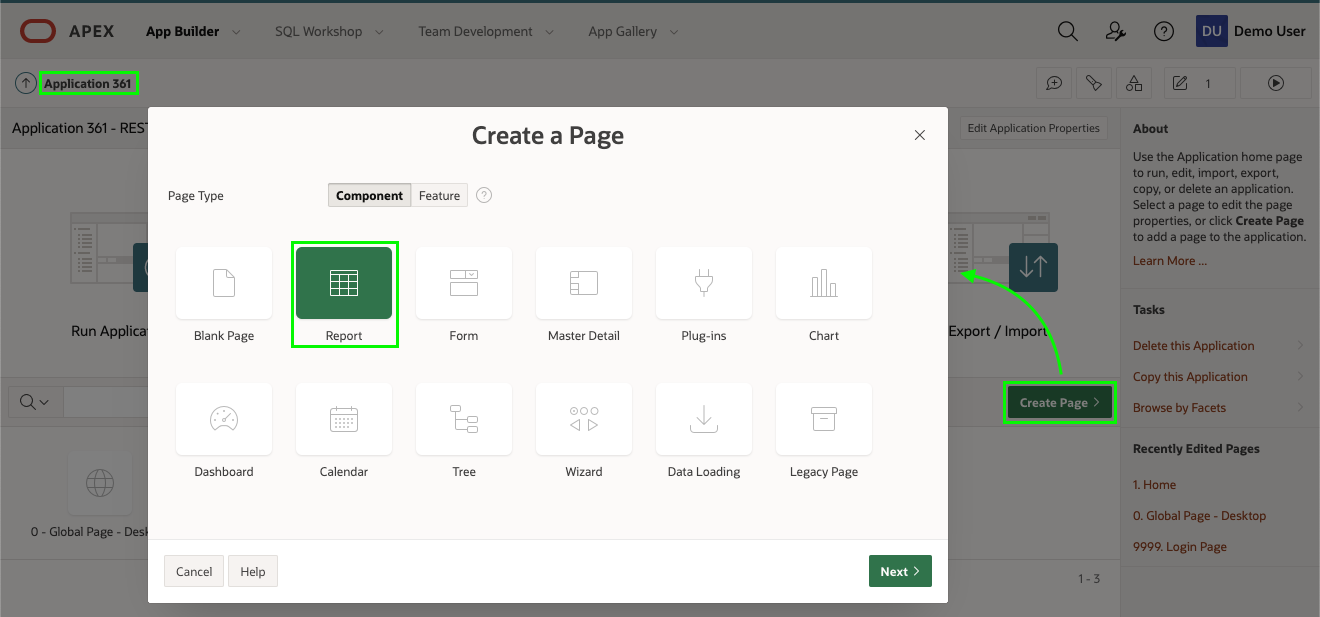 APEX App Builder SQL Workshop Team Development App Gallery DU Demo User
Application 361
1
Application 361 - REST
Edit Application Properties
Create a Page
Page Type Component Feature
Blank Page Report Form Master Detail Plug-ins Chart
Dashboard Calendar Tree Wizard Data Loading Legacy Page
Cancel Help Next
Run Applica
Export / Import
Create Page
0 - Global Page - Desk
1 - 3
About
Use the Application home page
to run, edit, import, export,
copy, or delete an application.
Select a page to edit the page
properties, or click Create Page
to add a page to the application.
Learn More ...
Tasks
Delete this Application
Copy this Application
Browse by Facets
Recently Edited Pages
1. Home
0. Global Page - Desktop
9999. Login Page